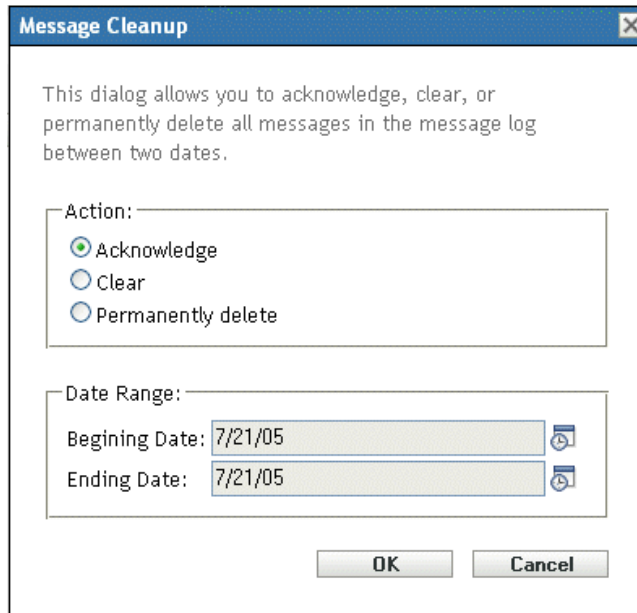 Message Cleanup
This dialog allows you to acknowledge, clear, or
permanently delete all messages in the message log
between two dates.
Action:
Acknowledge
Clear
Permanently delete
Date Range:
Begining Date: 7/21/05
Ending Date: 7/21/05
OK Cancel